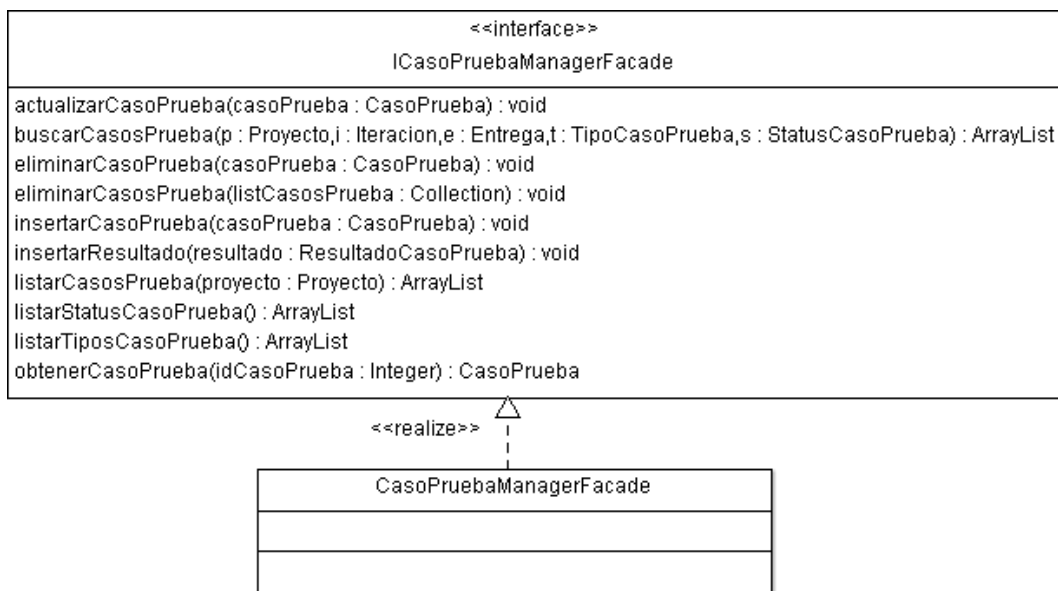 <<interface>>
ICasoPruebaManagerFacade
actualizarCasoPrueba(casoPrueba : CasoPrueba) : void
buscarCasosPrueba(p : Proyecto,i : Iteracion,e : Entrega,t : TipoCasoPrueba,s : StatusCasoPrueba) : ArrayList
eliminarCasoPrueba(casoPrueba : CasoPrueba) : void
eliminarCasosPrueba(listCasosPrueba : Collection) : void
insertarCasoPrueba(casoPrueba : CasoPrueba) : void
insertarResultado(resultado : ResultadoCasoPrueba) : void
listarCasosPrueba(proyecto : Proyecto) : ArrayList
listarStatusCasoPrueba() : ArrayList
listarTiposCasoPrueba() : ArrayList
obtenerCasoPrueba(idCasoPrueba : Integer) : CasoPrueba
<<realize>>
CasoPruebaManagerFacade